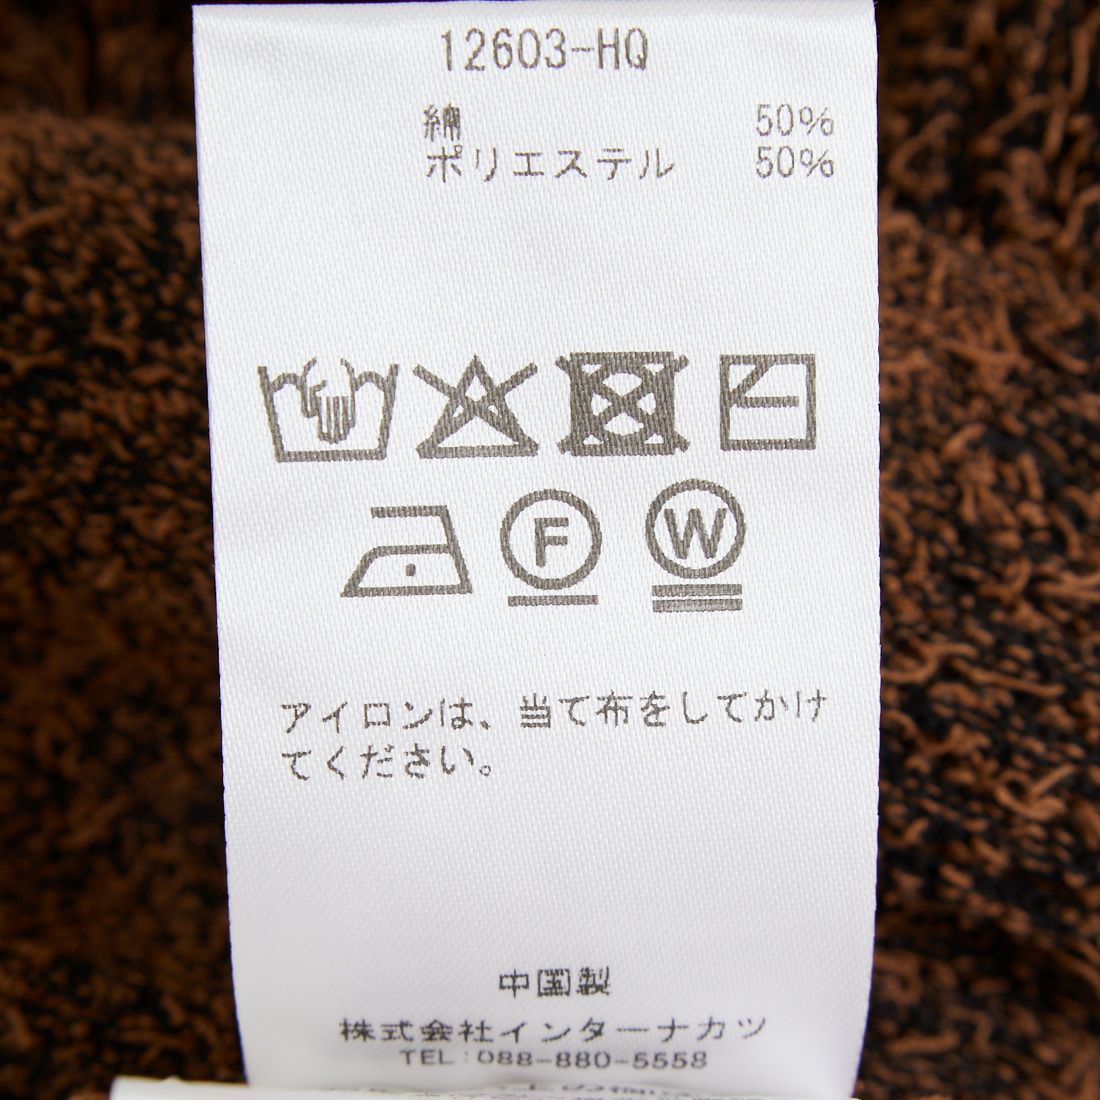 12603-HQ
綿 50%
ポリエステル 50%
F W
アイロンは、当て布をしてかけ
てください。
中国製
株式会社インターナカツ
TEL:088-880-5558